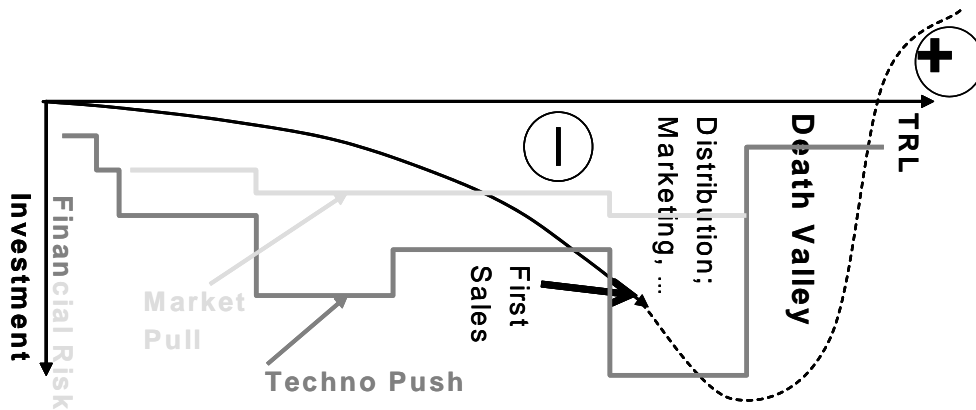 Investment
Financial Risk
Market
Pull
Techno Push
First
Sales
Distribution;
Marketing, ...
Death Valley
TRL
+
|